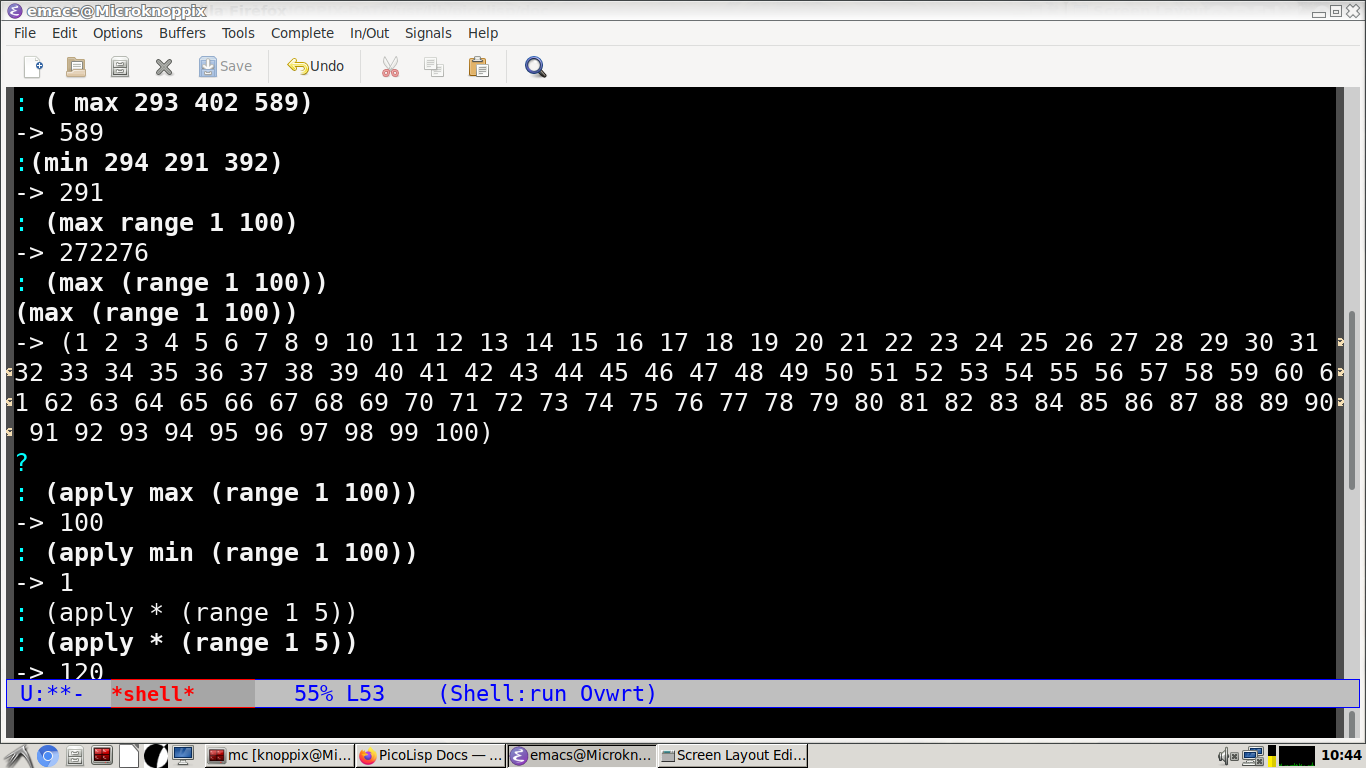 emacs@Microknoppix
File Edit Options Buffers Tools Complete In/Out Signals Help
Save Undo
: ( max 293 402 589)
-> 589
:(min 294 291 392)
-> 291
: (max range 1 100)
-> 272276
: (max (range 1 100))
(max (range 1 100))
-> (1 2 3 4 5 6 7 8 9 10 11 12 13 14 15 16 17 18 19 20 21 22 23 24 25 26 27 28 29 30 31
32 33 34 35 36 37 38 39 40 41 42 43 44 45 46 47 48 49 50 51 52 53 54 55 56 57 58 59 60 6
1 62 63 64 65 66 67 68 69 70 71 72 73 74 75 76 77 78 79 80 81 82 83 84 85 86 87 88 89 90
91 92 93 94 95 96 97 98 99 100)
?
: (apply max (range 1 100))
-> 100
: (apply min (range 1 100))
-> 1
: (apply * (range 1 5))
: (apply * (range 1 5))
-> 120
U:**- *shell* 55% L53 (Shell:run Ovwrt)
mc [knoppix@Mi... PicoLisp Docs — ... emacs@Microkn... Screen Layout Edi... 10:44